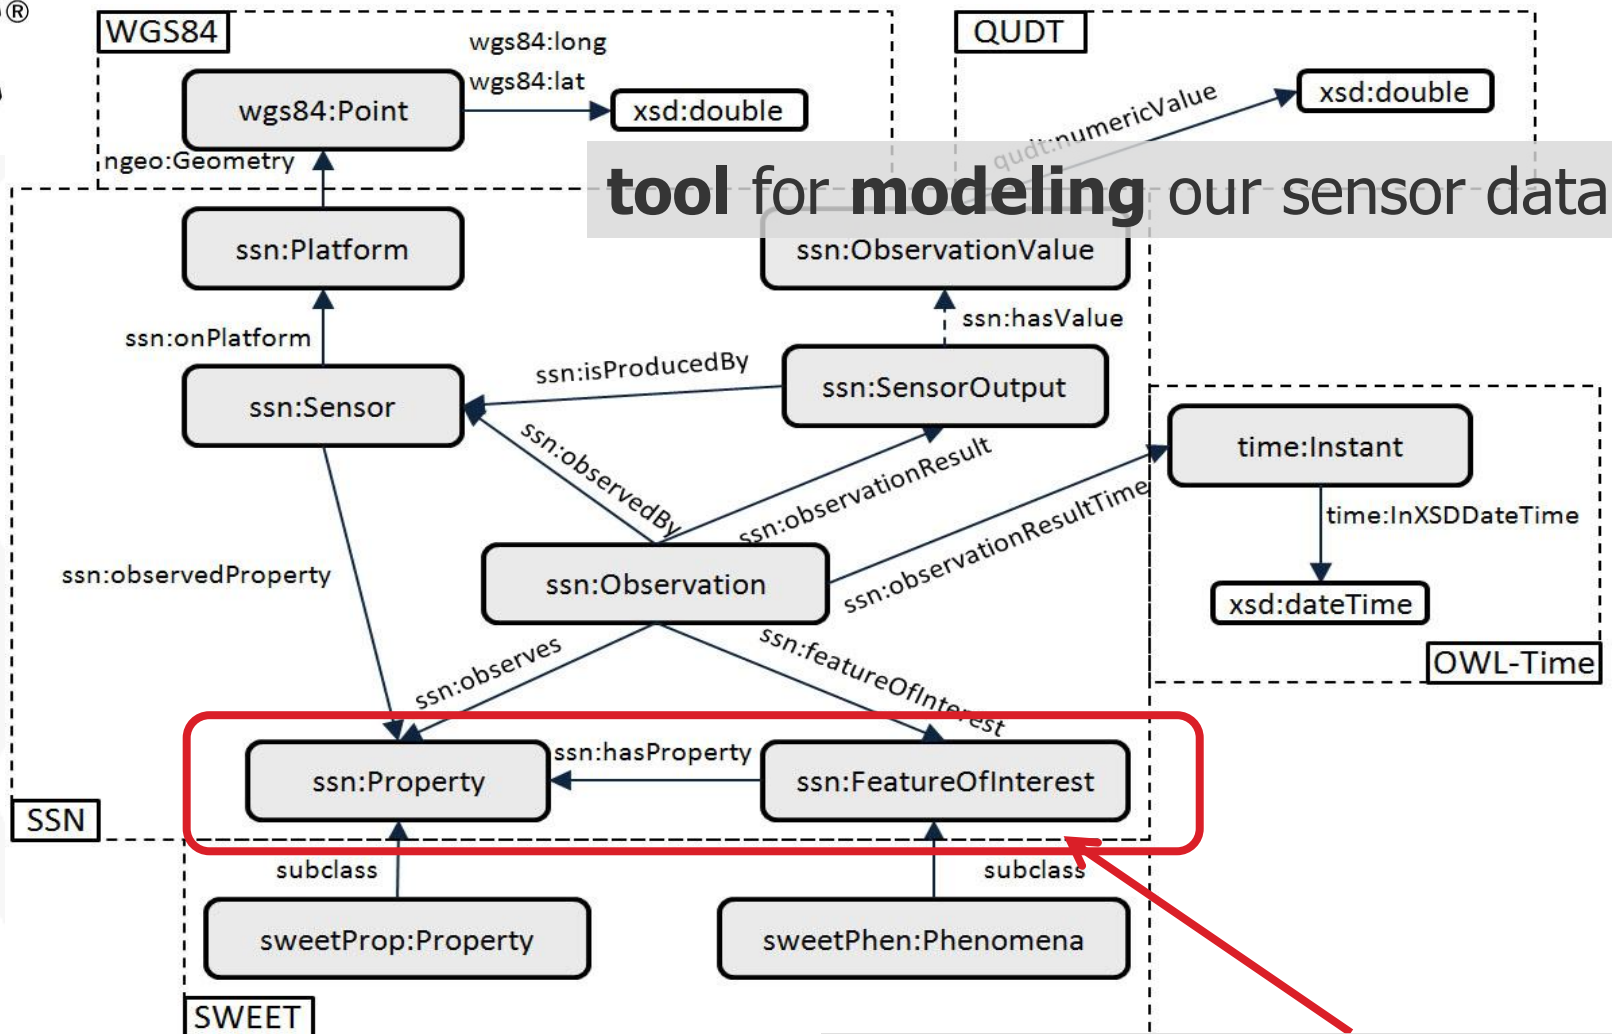 ®
WGS84
wgs84:long
wgs84:lat
QUDT
wgs84:Point
xsd:double
qudt:numericValue
xsd:double
ngeo:Geometry
tool for modeling our sensor data
ssn:Platform
ssn:ObservationValue
ssn:onPlatform
ssn:hasValue
ssn:isProducedBy
ssn:Sensor
ssn:SensorOutput
ssn:observedBy
ssn:observationResult
time:Instant
ssn:observationResultTime
time:InXSDDateTime
ssn:observedProperty
ssn:Observation
xsd:dateTime
ssn:observes
ssn:featureOfInterest
OWL-Time
ssn:hasProperty
ssn:Property
ssn:FeatureOfInterest
SSN
subclass
subclass
sweetProp:Property
sweetPhen:Phenomena
SWEET